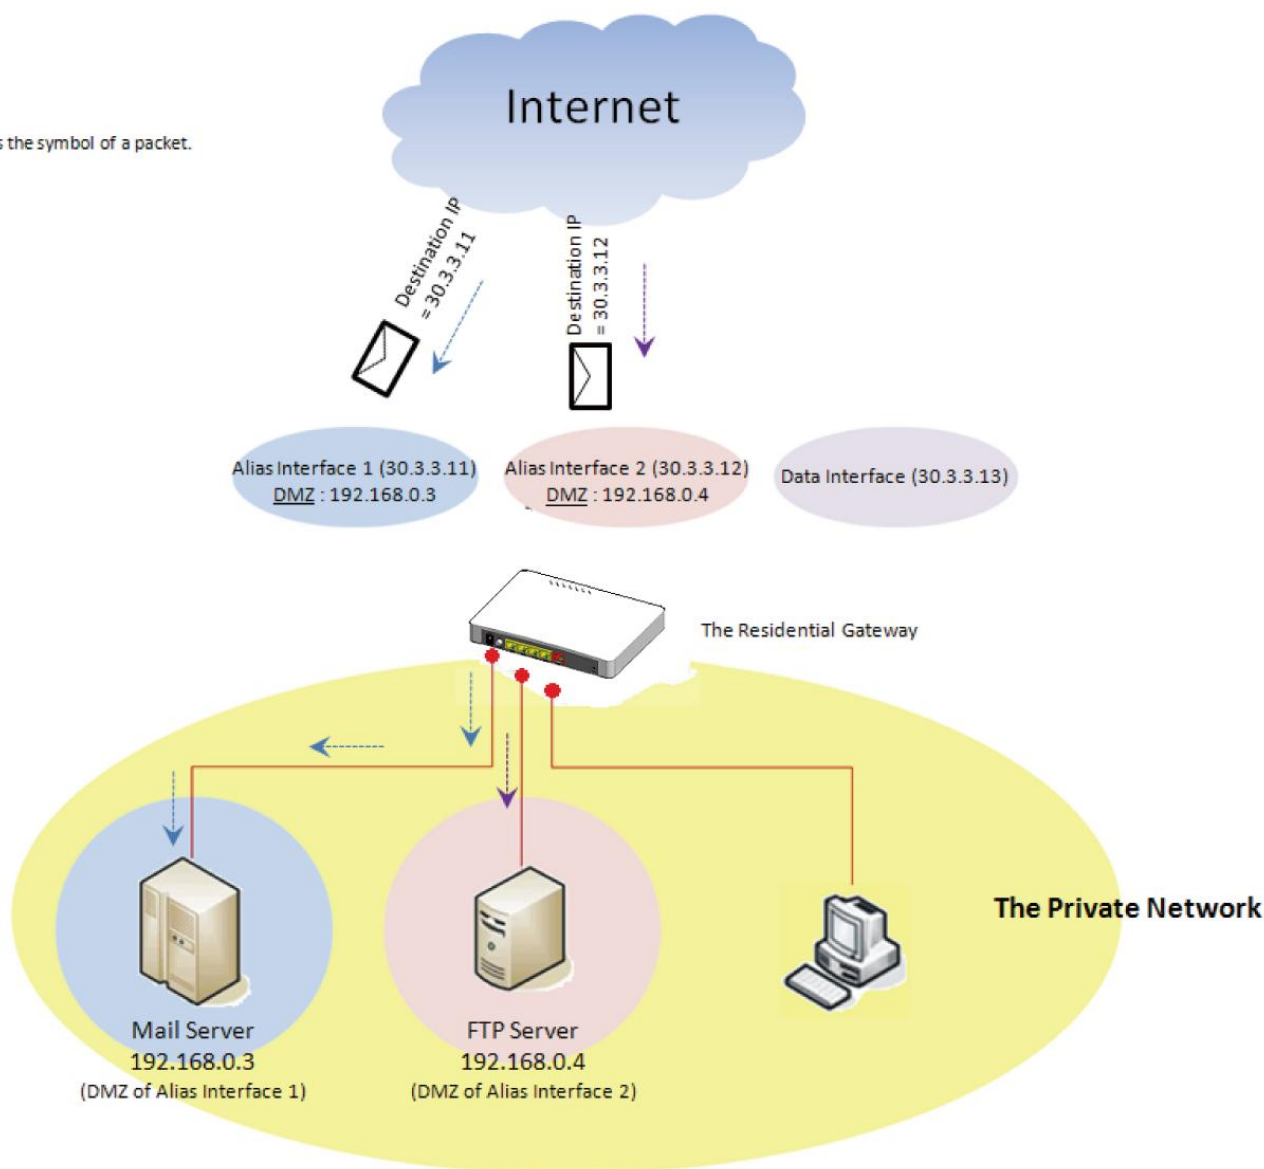 Internet
s the symbol of a packet.
Destination IP
= 30.3.3.11
Destination IP
= 30.3.3.12
Alias Interface 1 (30.3.3.11)
DMZ : 192.168.0.3
Alias Interface 2 (30.3.3.12)
DMZ : 192.168.0.4
Data Interface (30.3.3.13)
The Residential Gateway
The Private Network
Mail Server
192.168.0.3
(DMZ of Alias Interface 1)
FTP Server
192.168.0.4
(DMZ of Alias Interface 2)